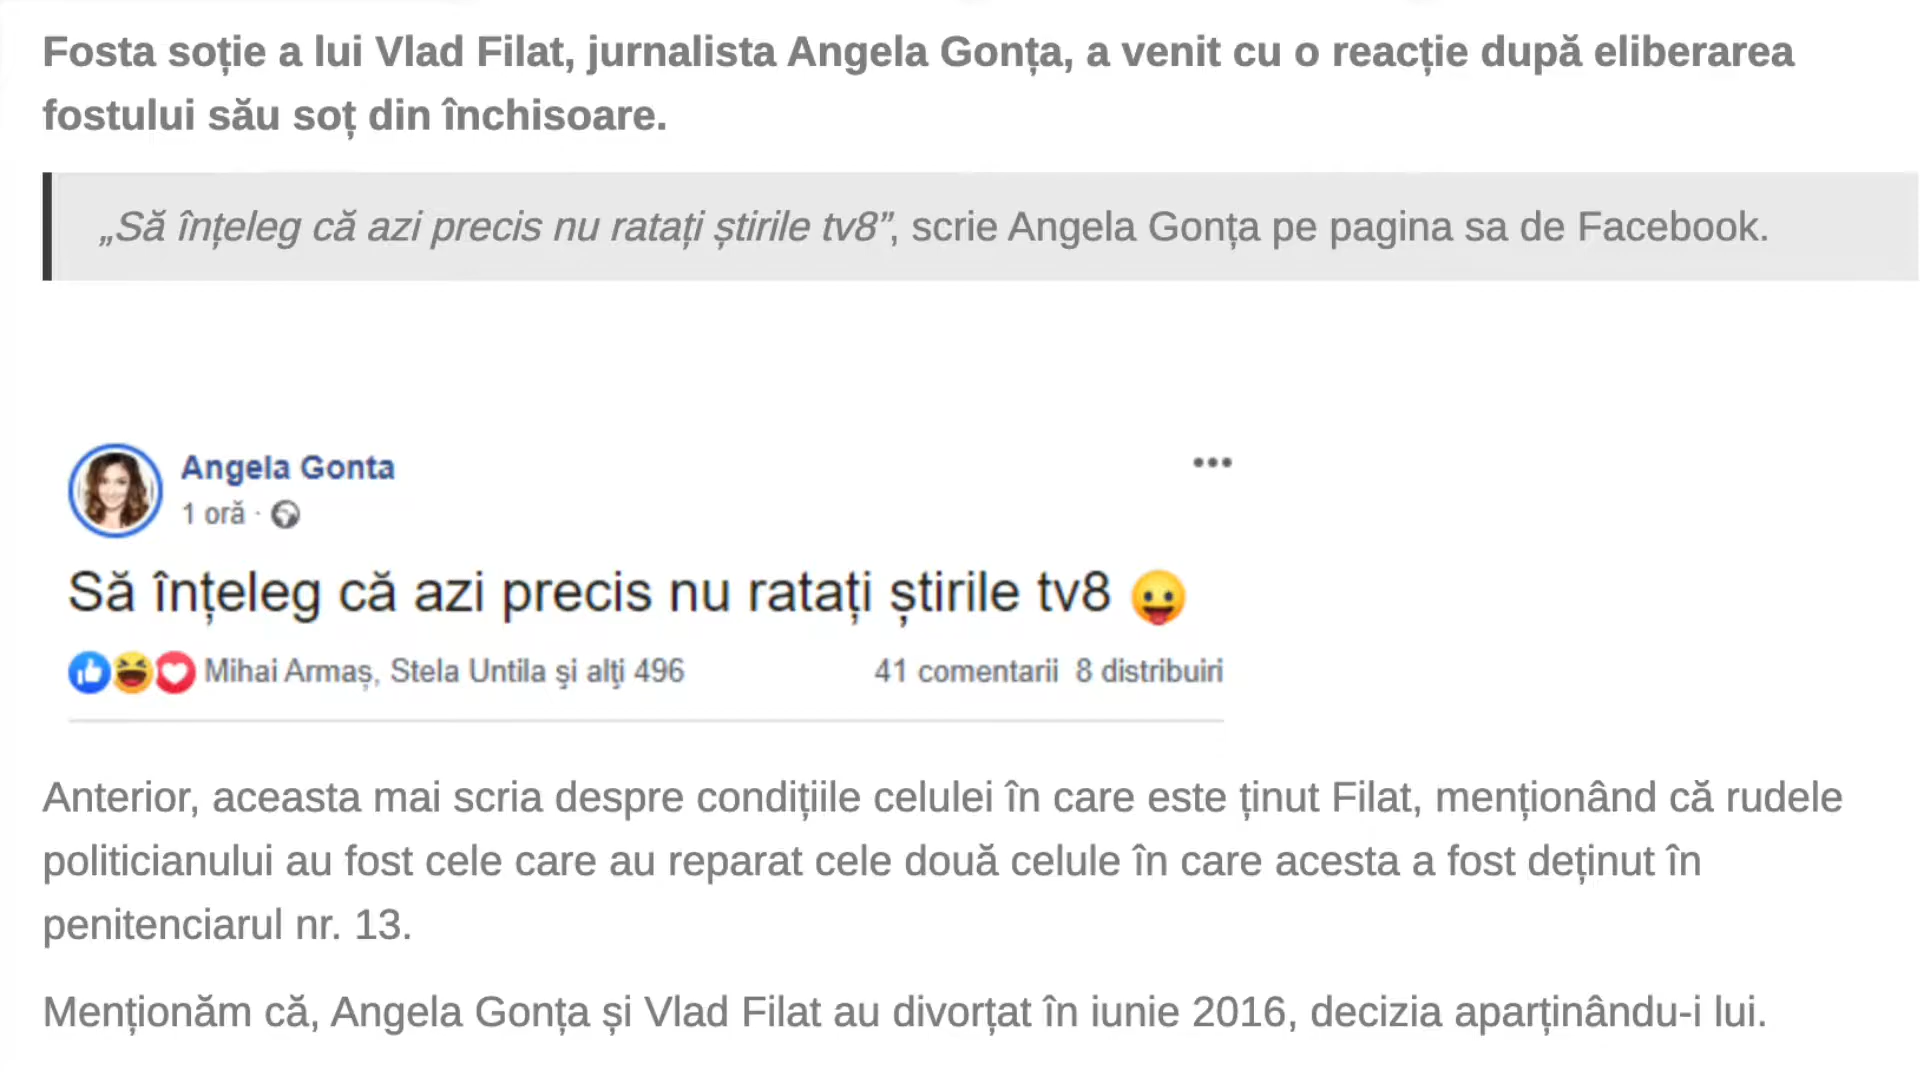 Fosta soție a lui Vlad Filat, jurnalista Angela Gonța, a venit cu o reacție după eliberarea
fostului său soț din închisoare.
„Să înțeleg că azi precis nu ratați știrile tv8”, scrie Angela Gonța pe pagina sa de Facebook.
Angela Gonta
1 oră ·
Să înțeleg că azi precis nu ratați știrile tv8 😛
Mihai Armaș, Stela Untila şi alţi 496 41 comentarii 8 distribuiri
Anterior, aceasta mai scria despre condițiile celulei în care este ținut Filat, menționând că rudele
politicianului au fost cele care au reparat cele două celule în care acesta a fost deținut în
penitenciarul nr. 13.
Menționăm că, Angela Gonța și Vlad Filat au divorțat în iunie 2016, decizia aparținându-i lui.